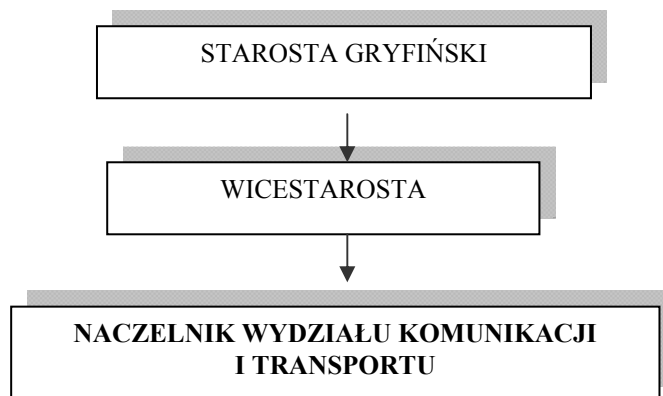 STAROSTA GRYFIŃSKI
WICESTAROSTA
NACZELNIK WYDZIAŁU KOMUNIKACJI
I TRANSPORTU